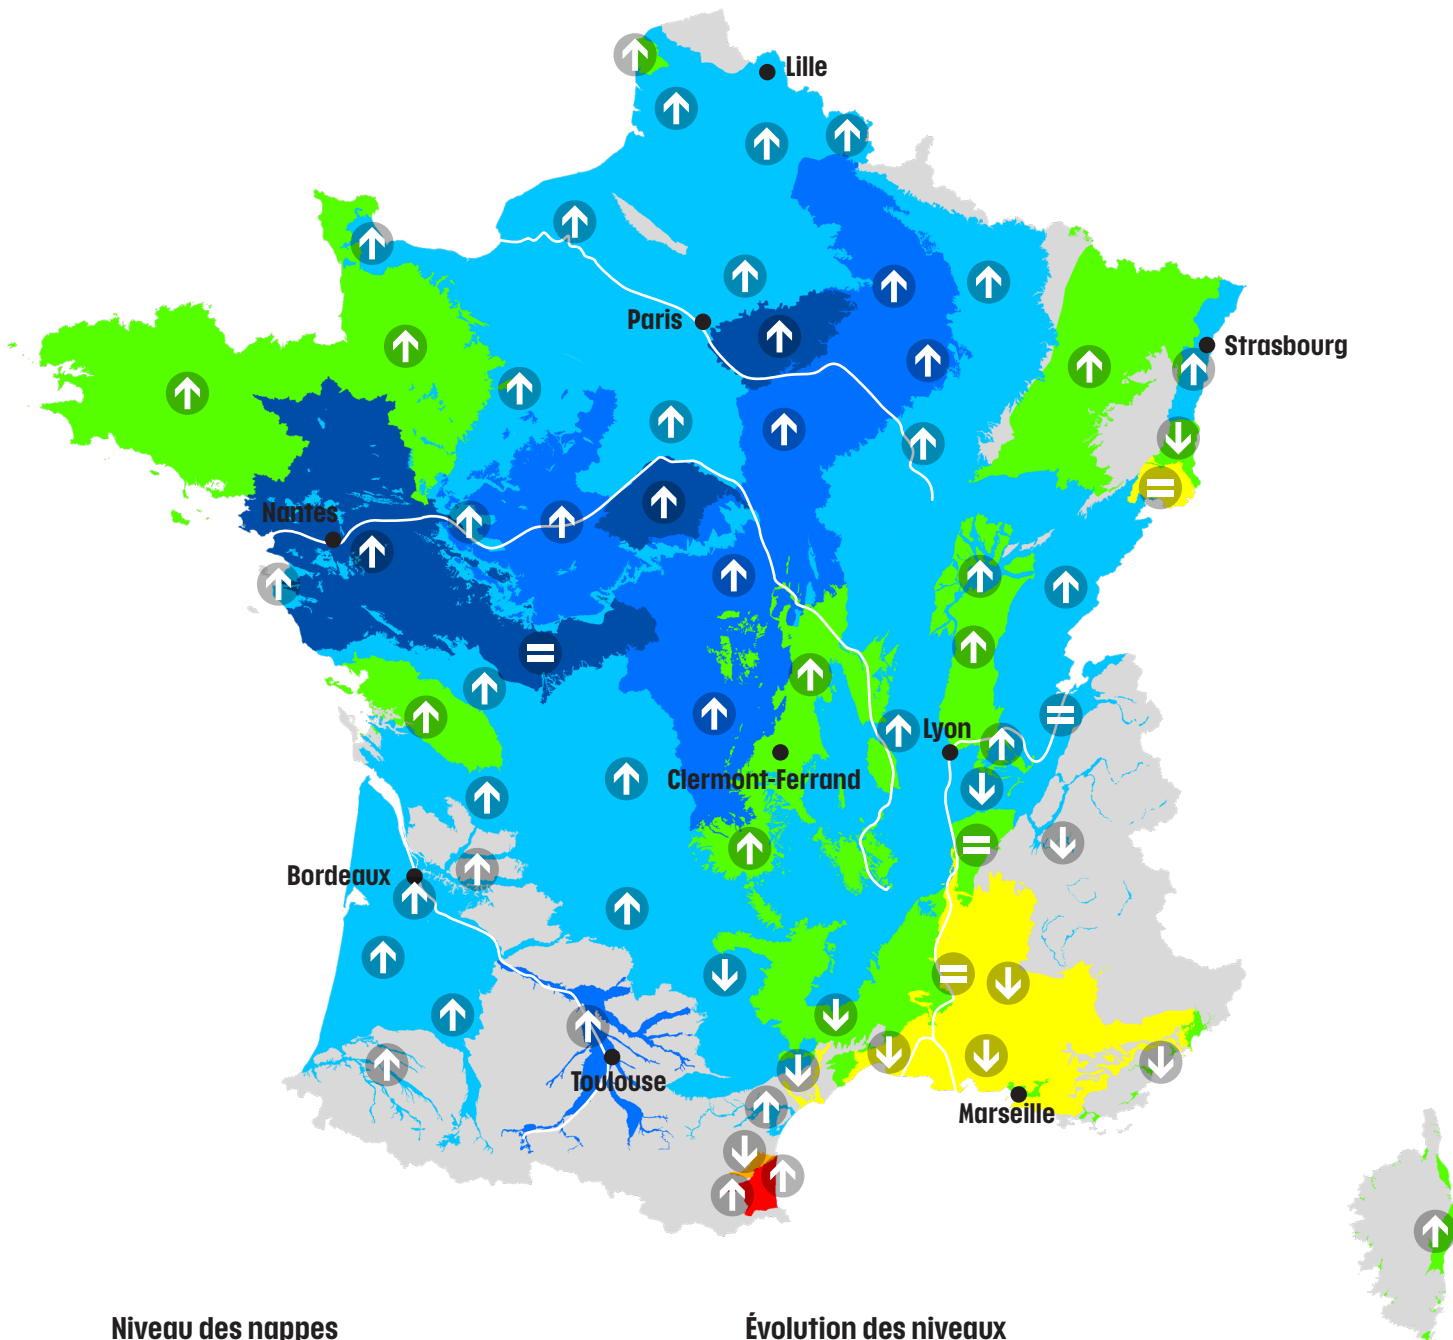 Lille
Paris
Strasbourg
Nantes
Lyon
Clermont-Ferrand
Bordeaux
Toulouse
Marseille
Niveau des nappes
Évolution des niveaux